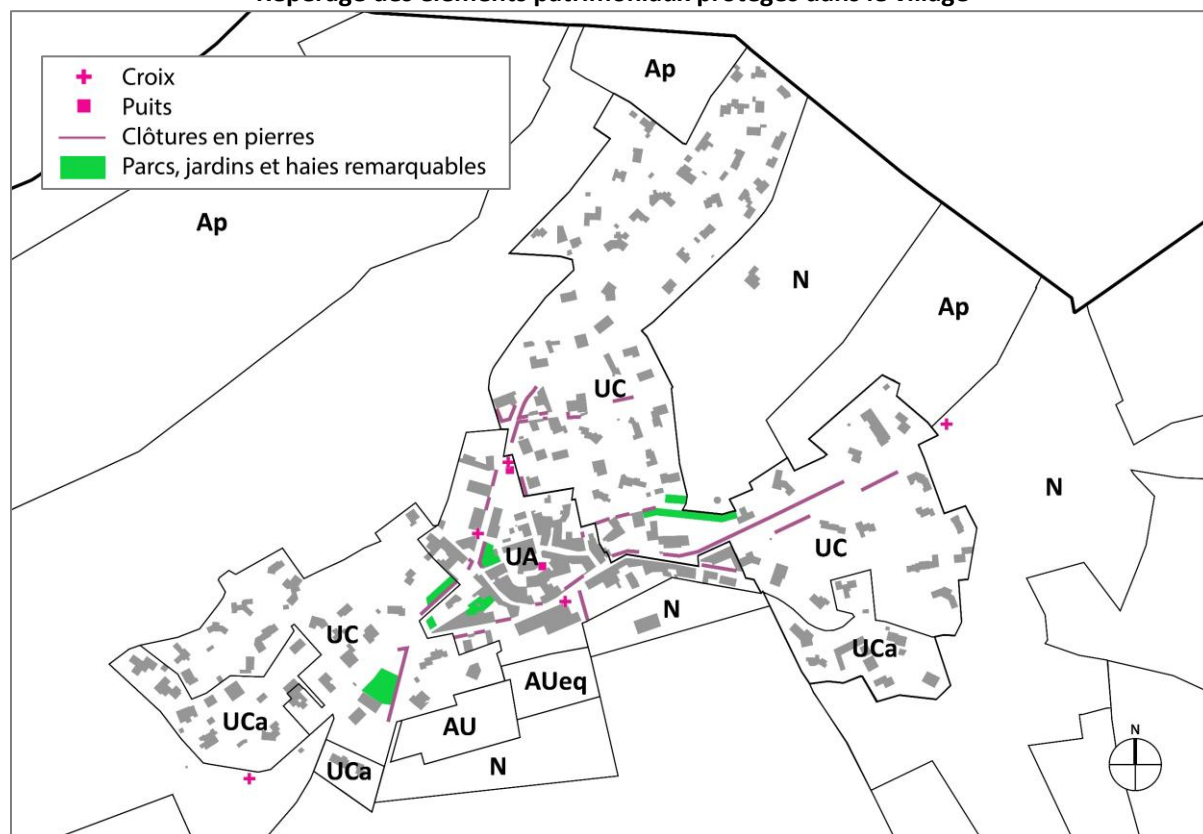 Repérage des éléments patrimoniaux protégés dans le village
Croix
Puits
Clôtures en pierres
Parcs, jardins et haies remarquables
Ap
Ap
N
Ap
UC
N
UA
UC
UC
N
UCa
AUeq
UCa
AU
UCa
N
N